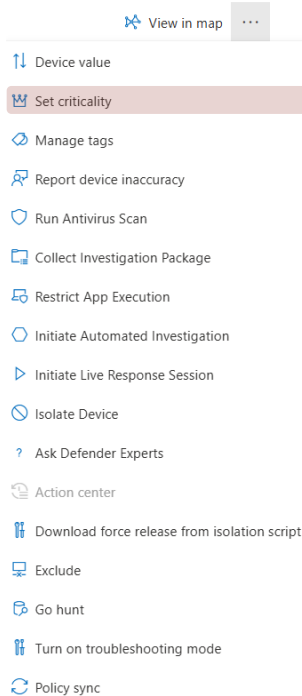 View in map
Device value
Set criticality
Manage tags
Report device inaccuracy
Run Antivirus Scan
Collect Investigation Package
Restrict App Execution
Initiate Automated Investigation
Initiate Live Response Session
Isolate Device
Ask Defender Experts
Action center
Download force release from isolation script
Exclude
Go hunt
Turn on troubleshooting mode
Policy sync